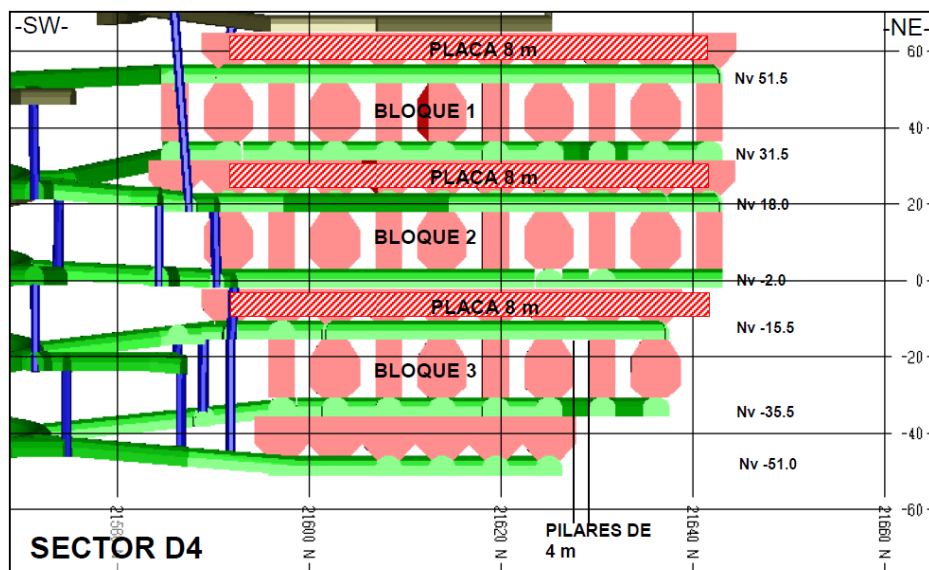 -SW-
-NE-
PLACA 8 m
60
Nv 51.5
BLOQUE 1
40
Nv 31.5
PLACA 8 m
Nv 18.0
20
BLOQUE 2
Nv -2.0
0
PLACA 8 m
Nv -15.5
-20
BLOQUE 3
Nv -35.5
-40
Nv -51.0
-60
21580 N
21600 N
21620 N
21640 N
21660 N
PILARES DE
4 m
SECTOR D4